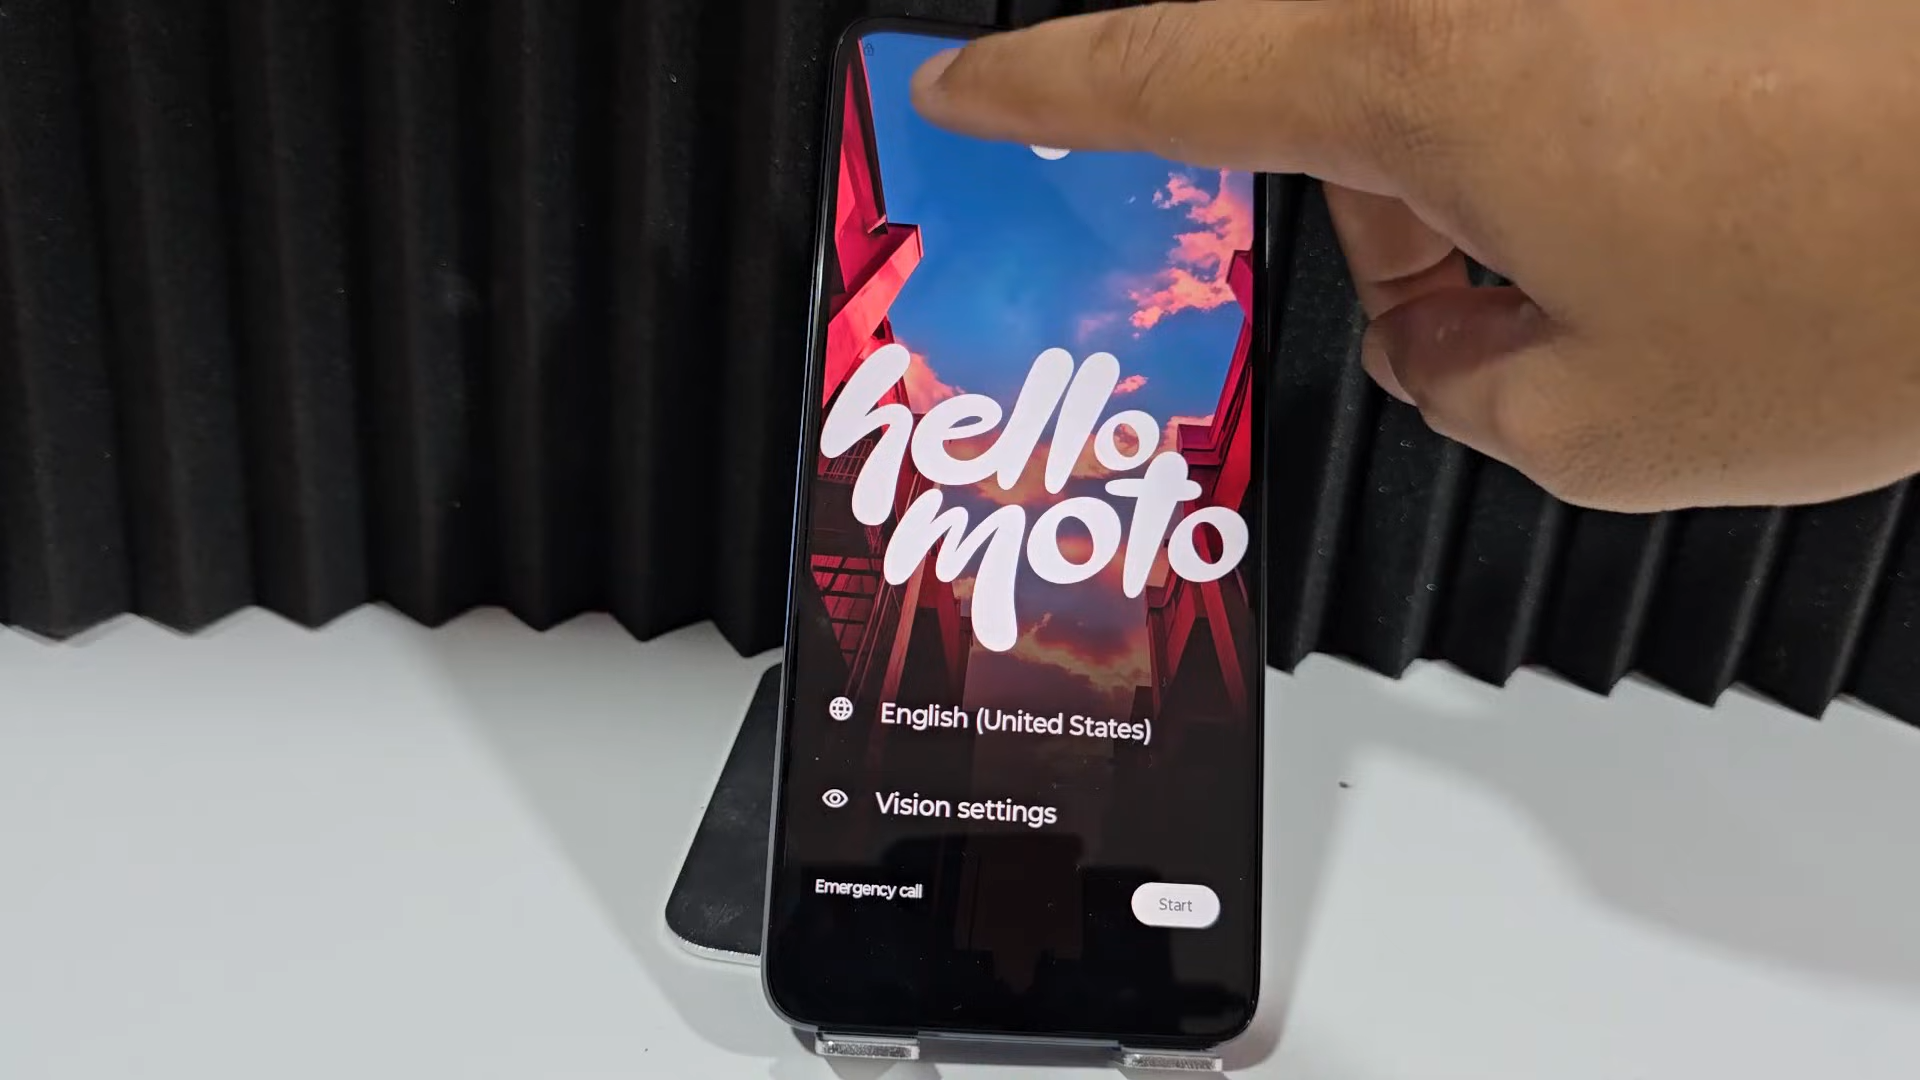 hello
moto
English (United States)
Vision settings
Emergency call
Start